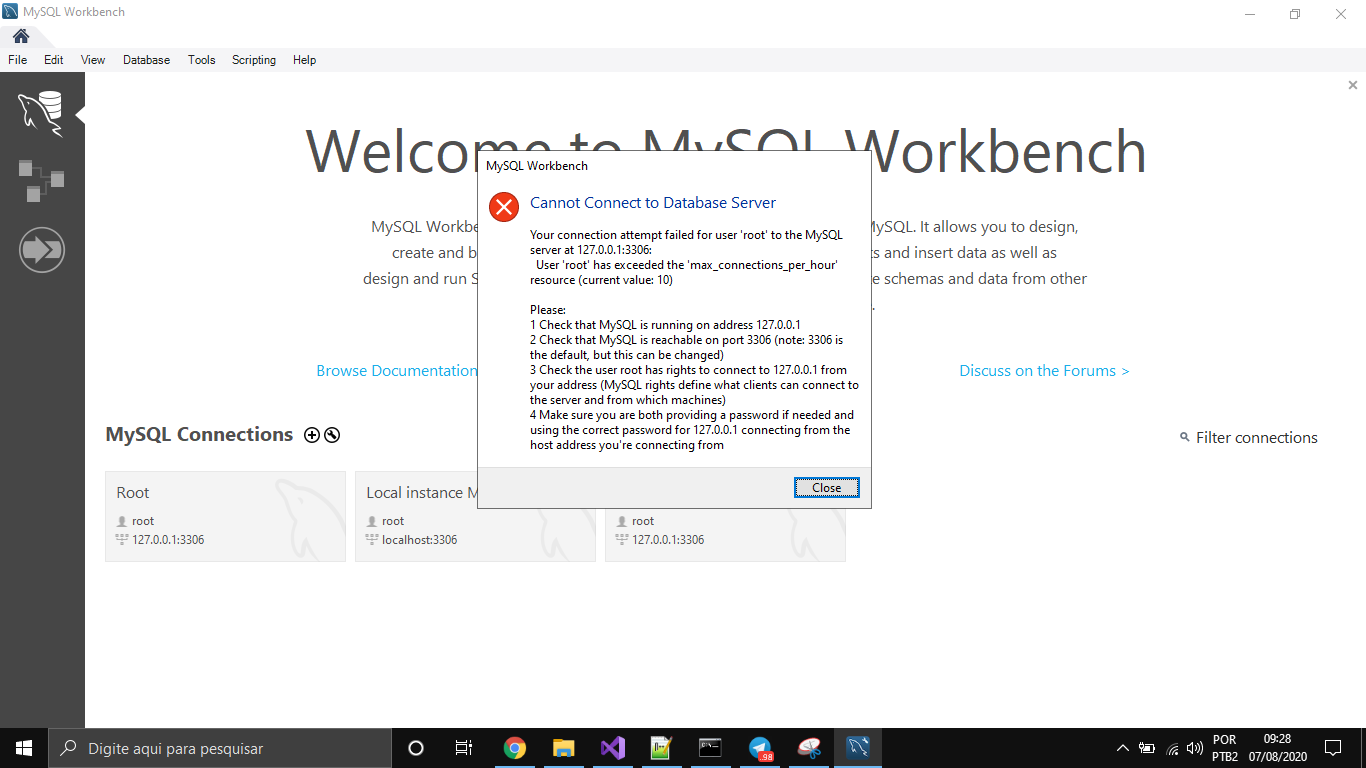 MySQL Workbench
File Edit View Database Tools Scripting Help
Welcome to MySQL Workbench
MySQL Workbench
Cannot Connect to Database Server
Your connection attempt failed for user 'root' to the MySQL
server at 127.0.0.1:3306:
User 'root' has exceeded the 'max_connections_per_hour'
resource (current value: 10)
Please:
1 Check that MySQL is running on address 127.0.0.1
2 Check that MySQL is reachable on port 3306 (note: 3306 is
the default, but this can be changed)
3 Check the user root has rights to connect to 127.0.0.1 from
your address (MySQL rights define what clients can connect to
the server and from which machines)
4 Make sure you are both providing a password if needed and
using the correct password for 127.0.0.1 connecting from the
host address you're connecting from
Close
MySQL Workbe
MySQL. It allows you to design,
create and b
s and insert data as well as
design and run S
e schemas and data from other
Browse Documentation
Discuss on the Forums >
MySQL Connections
Filter connections
Root
root
127.0.0.1:3306
Local instance M
root
localhost:3306
root
127.0.0.1:3306
Digite aqui para pesquisar
98
POR
PTB2
09:28
07/08/2020